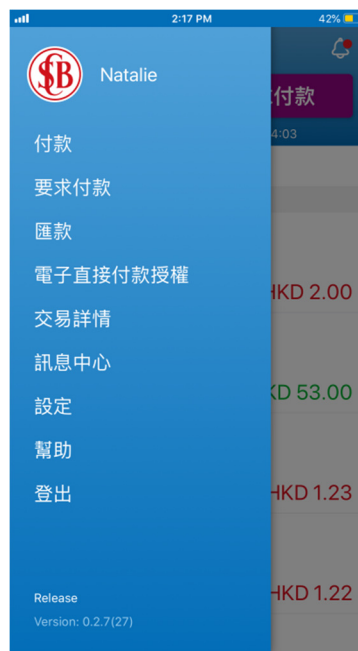 2:17 PM
42%
SCB
Natalie
付款
付款
4:03
要求付款
匯款
電子直接付款授權
HKD 2.00
交易詳情
訊息中心
KD 53.00
設定
幫助
登出
HKD 1.23
HKD 1.22
Release
Version: 0.2.7(27)